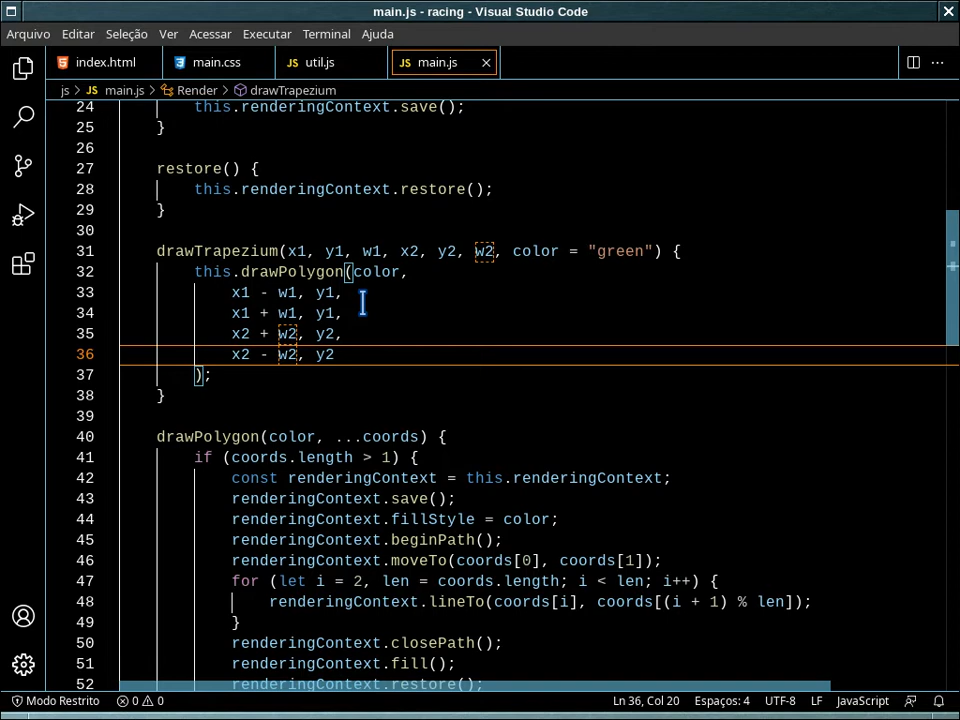 main.js - racing - Visual Studio Code
Arquivo Editar Seleção Ver Acessar Executar Terminal Ajuda
index.html main.css JS util.js JS main.js
js > JS main.js > Render > drawTrapezium
24 this.renderingContext.save();
25 }
26
27 restore() {
28 this.renderingContext.restore();
29 }
30
31 drawTrapezium(x1, y1, w1, x2, y2, w2, color = "green") {
32 this.drawPolygon(color,
33 x1 - w1, y1,
34 x1 + w1, y1,
35 x2 + w2, y2,
36 x2 - w2, y2
37 );
38 }
39
40 drawPolygon(color, ...coords) {
41 if (coords.length > 1) {
42 const renderingContext = this.renderingContext;
43 renderingContext.save();
44 renderingContext.fillStyle = color;
45 renderingContext.beginPath();
46 renderingContext.moveTo(coords[0], coords[1]);
47 for (let i = 2, len = coords.length; i < len; i++) {
48 renderingContext.lineTo(coords[i], coords[(i + 1) % len]);
49 }
50 renderingContext.closePath();
51 renderingContext.fill();
52 renderingContext.restore();
Modo Restrito 0 0 Ln 36, Col 20 Espaços: 4 UTF-8 LF JavaScript